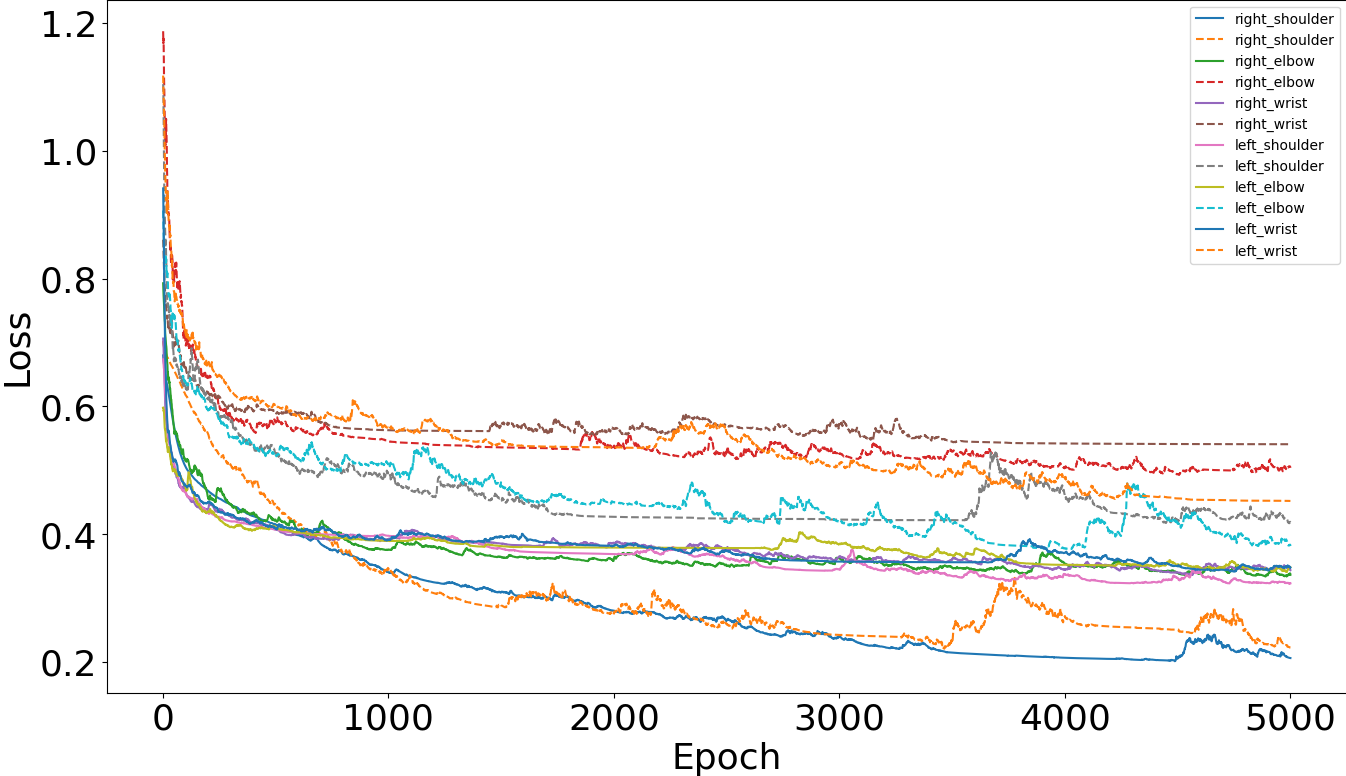 1.2
1.0
0.8
0.6
0.4
0.2
Loss
0 1000 2000 3000 4000 5000
Epoch
right_shoulder
right_shoulder
right_elbow
right_elbow
right_wrist
right_wrist
left_shoulder
left_shoulder
left_elbow
left_elbow
left_wrist
left_wrist